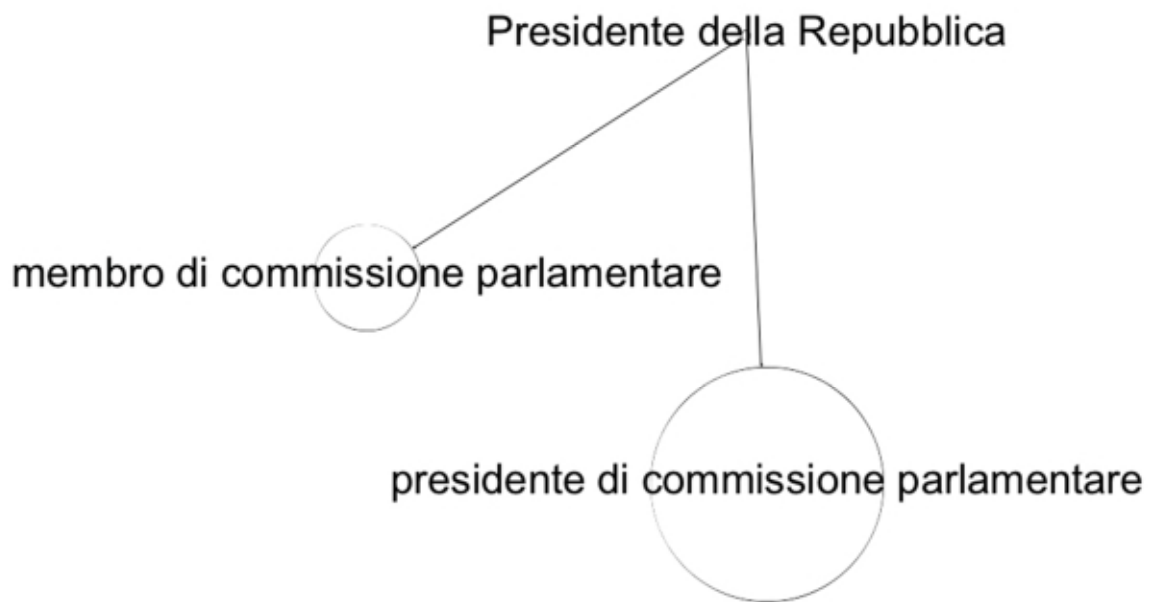 Presidente della Repubblica
membro di commissione parlamentare
presidente di commissione parlamentare